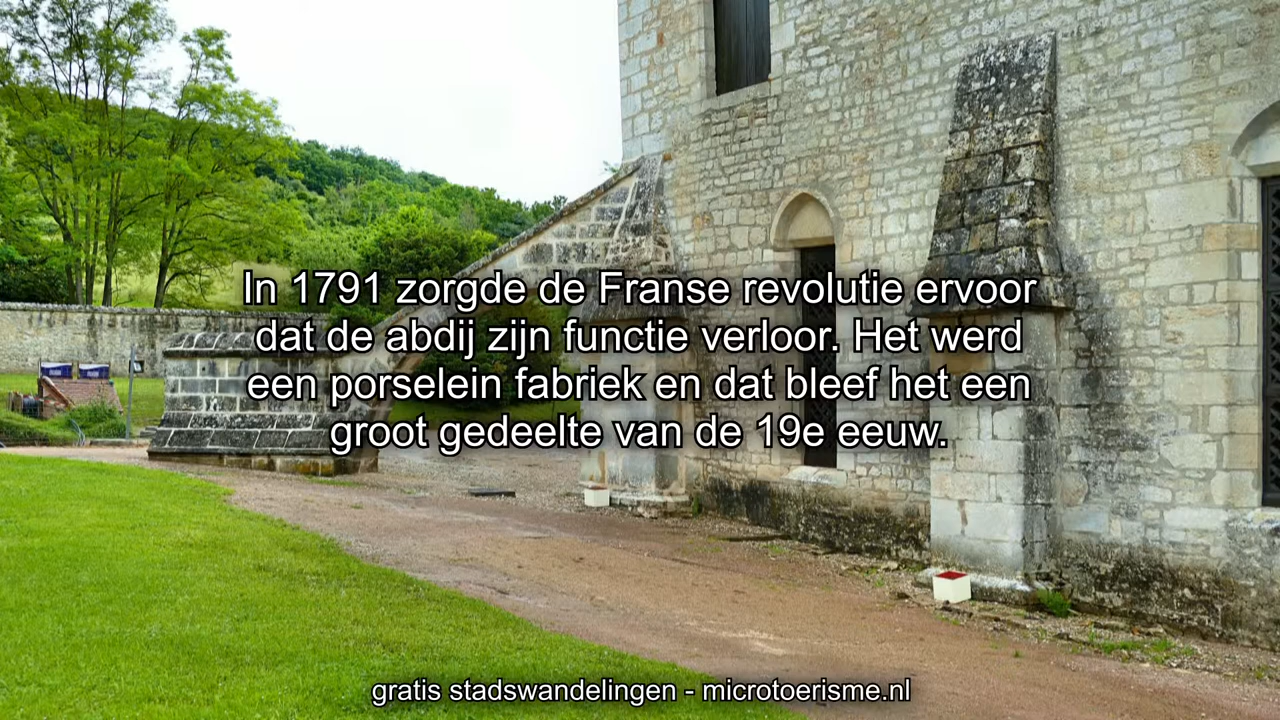 In 1791 zorgde de Franse revolutie ervoor
dat de abdij zijn functie verloor. Het werd
een porselein fabriek en dat bleef het een
groot gedeelte van de 19e eeuw.
gratis stadswandelingen - microtoerisme.nl